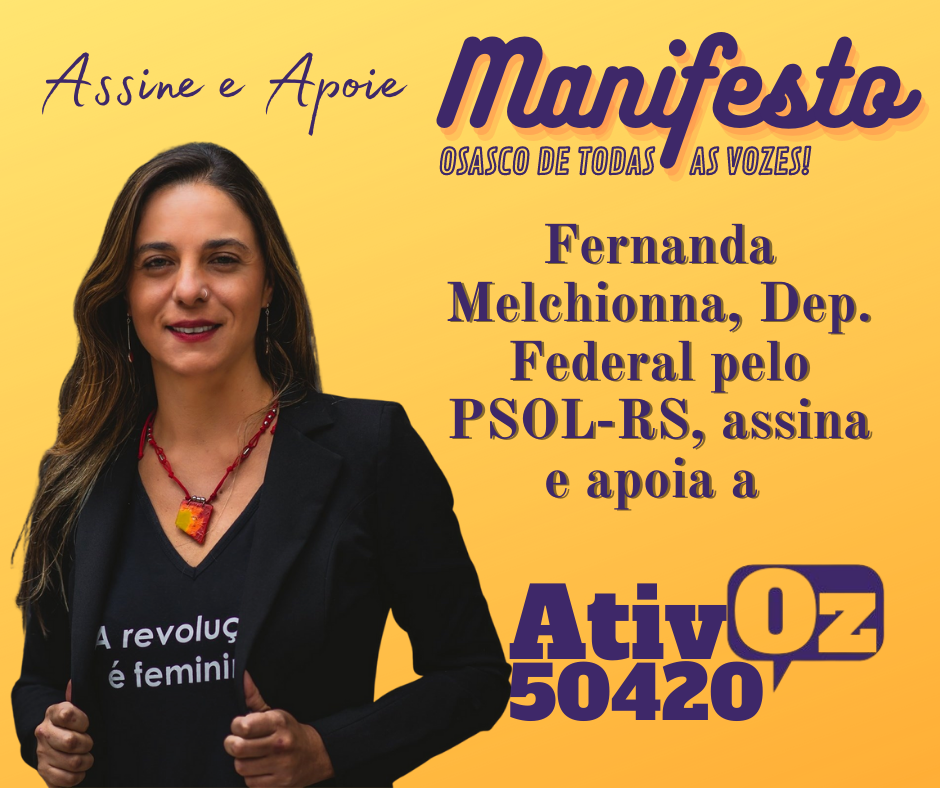 Assine e Apoie
Manifesto
OSASCO DE TODAS AS VOZES!
Fernanda
Melchionna, Dep.
Federal pelo
PSOL-RS, assina
e apoia a
AtivOz
50420
A revoluç
é femini